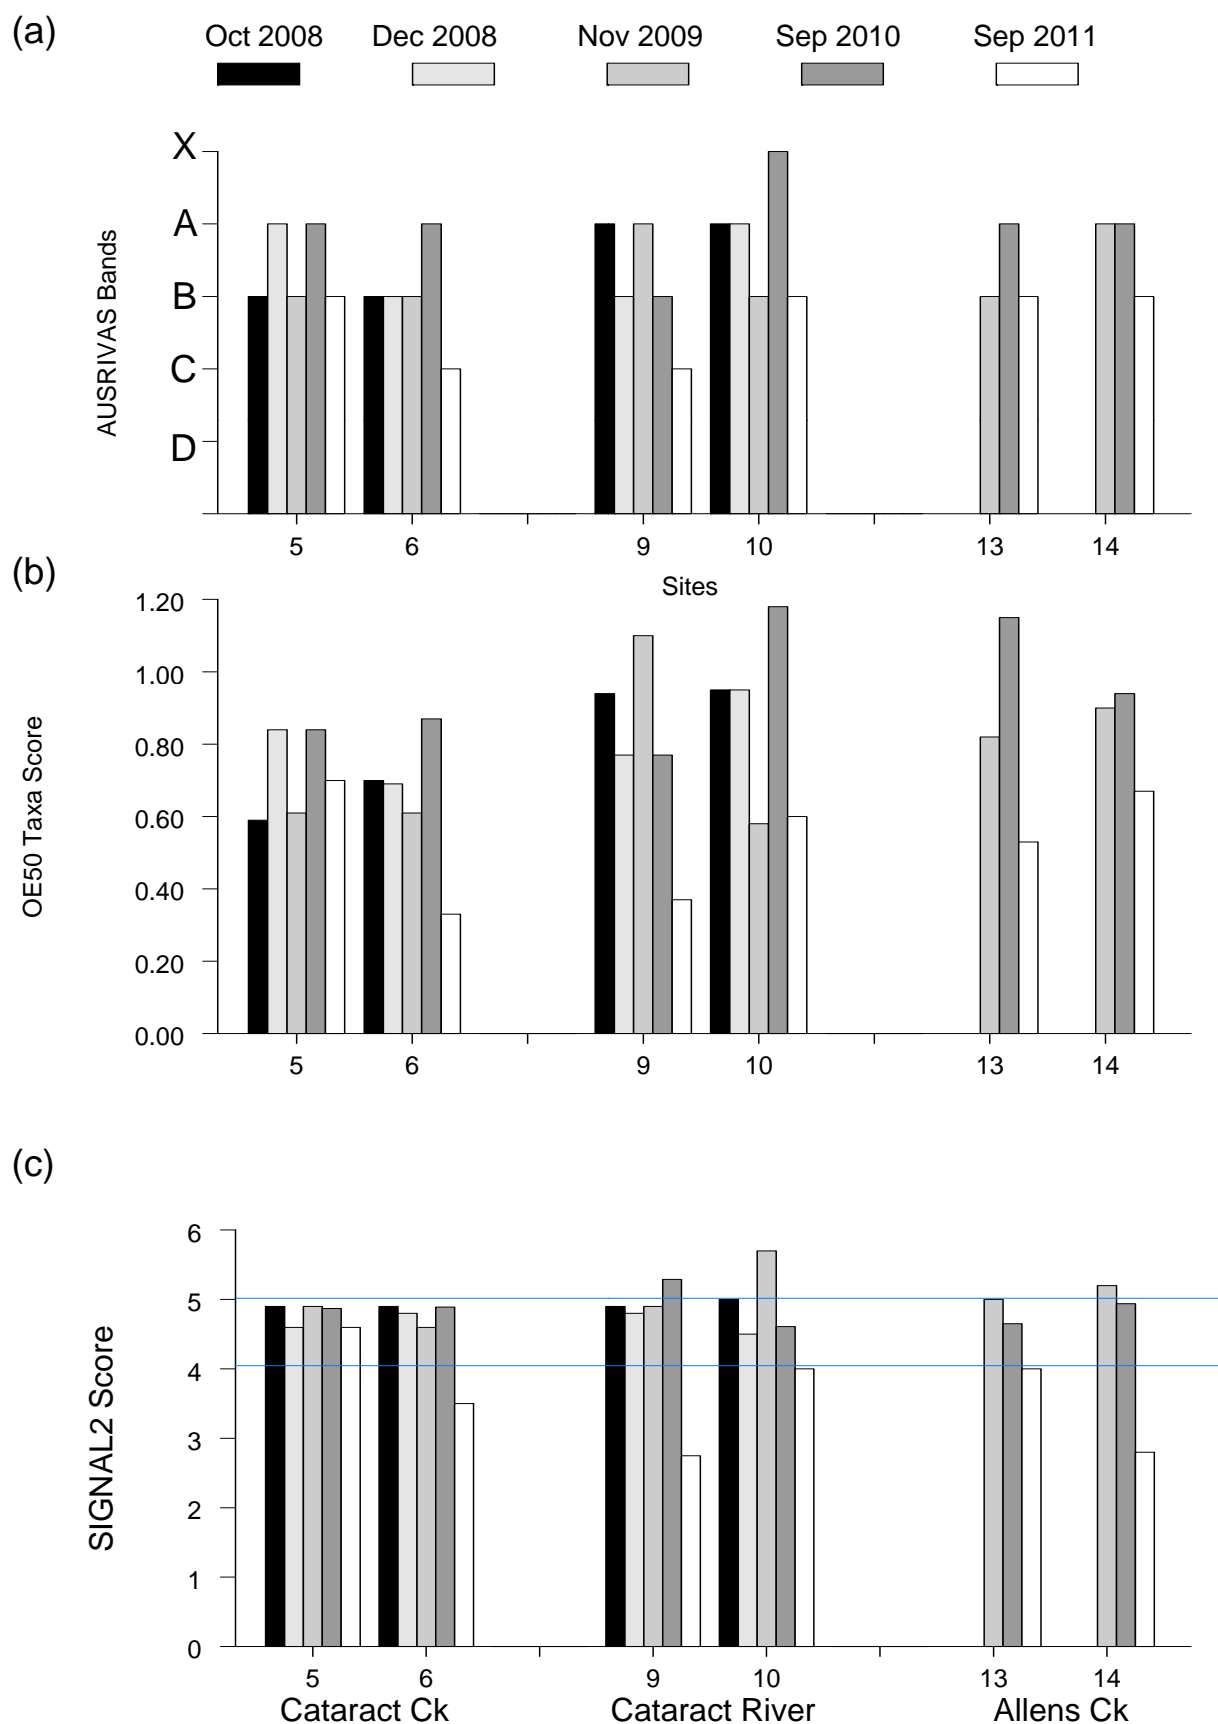 (a)
Oct 2008 Dec 2008 Nov 2009 Sep 2010 Sep 2011
X
A
B
C
D
AUSRIVAS Bands
5 6 9 10 13 14
Sites
(b)
1.20
1.00
0.80
0.60
0.40
0.20
0.00
OE50 Taxa Score
5 6 9 10 13 14
(c)
6
5
4
3
2
1
0
SIGNAL2 Score
5 6 9 10 13 14
Cataract Ck Cataract River Allens Ck